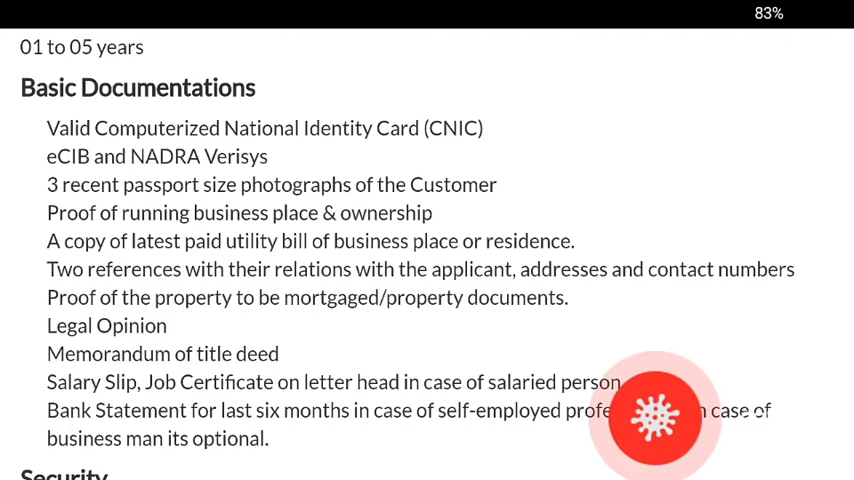 83%
01 to 05 years
Basic Documentations
Valid Computerized National Identity Card (CNIC)
eCIB and NADRA Verisys
3 recent passport size photographs of the Customer
Proof of running business place & ownership
A copy of latest paid utility bill of business place or residence.
Two references with their relations with the applicant, addresses and contact numbers
Proof of the property to be mortgaged/property documents.
Legal Opinion
Memorandum of title deed
Salary Slip, Job Certificate on letter head in case of salaried person
Bank Statement for last six months in case of self-employed case of
business man its optional.
Security